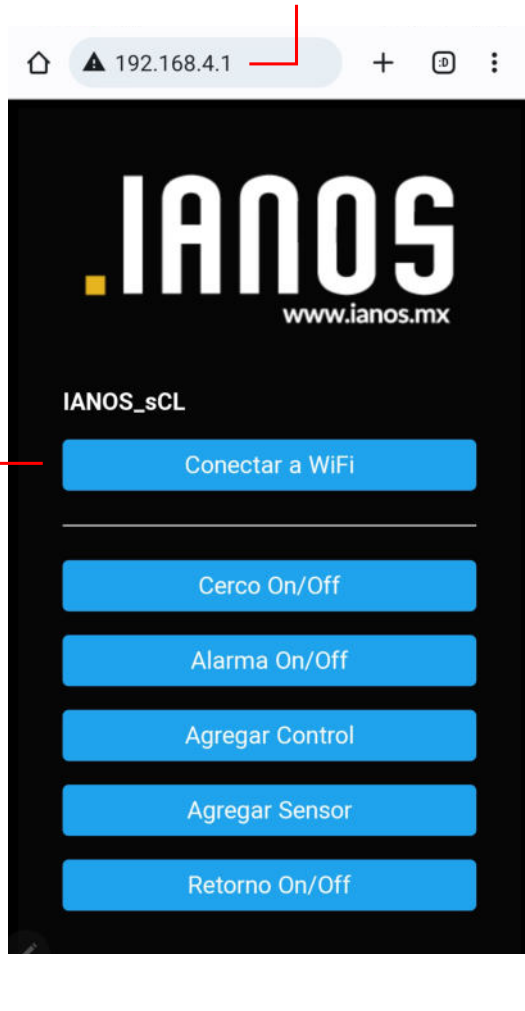 192.168.4.1
:D
.IANOS
www.ianos.mx
IANOS_sCL
Conectar a WiFi
Cerco On/Off
Alarma On/Off
Agregar Control
Agregar Sensor
Retorno On/Off